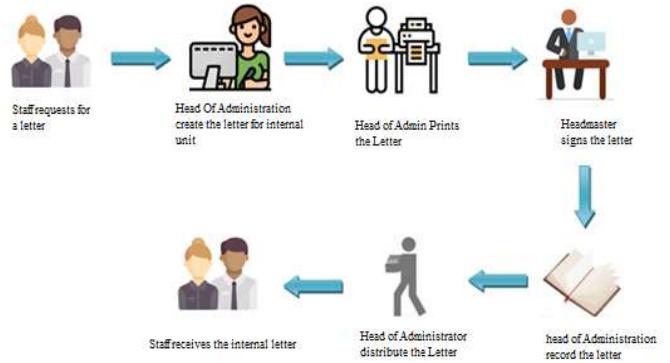 Staff requests for
a letter
Head Of Administration
create the letter for internal
unit
Head of Admin Prints
the Letter
Headmaster
signs the letter
Staff receives the internal letter
Head of Administrator
distribute the Letter
head of Administration
record the letter